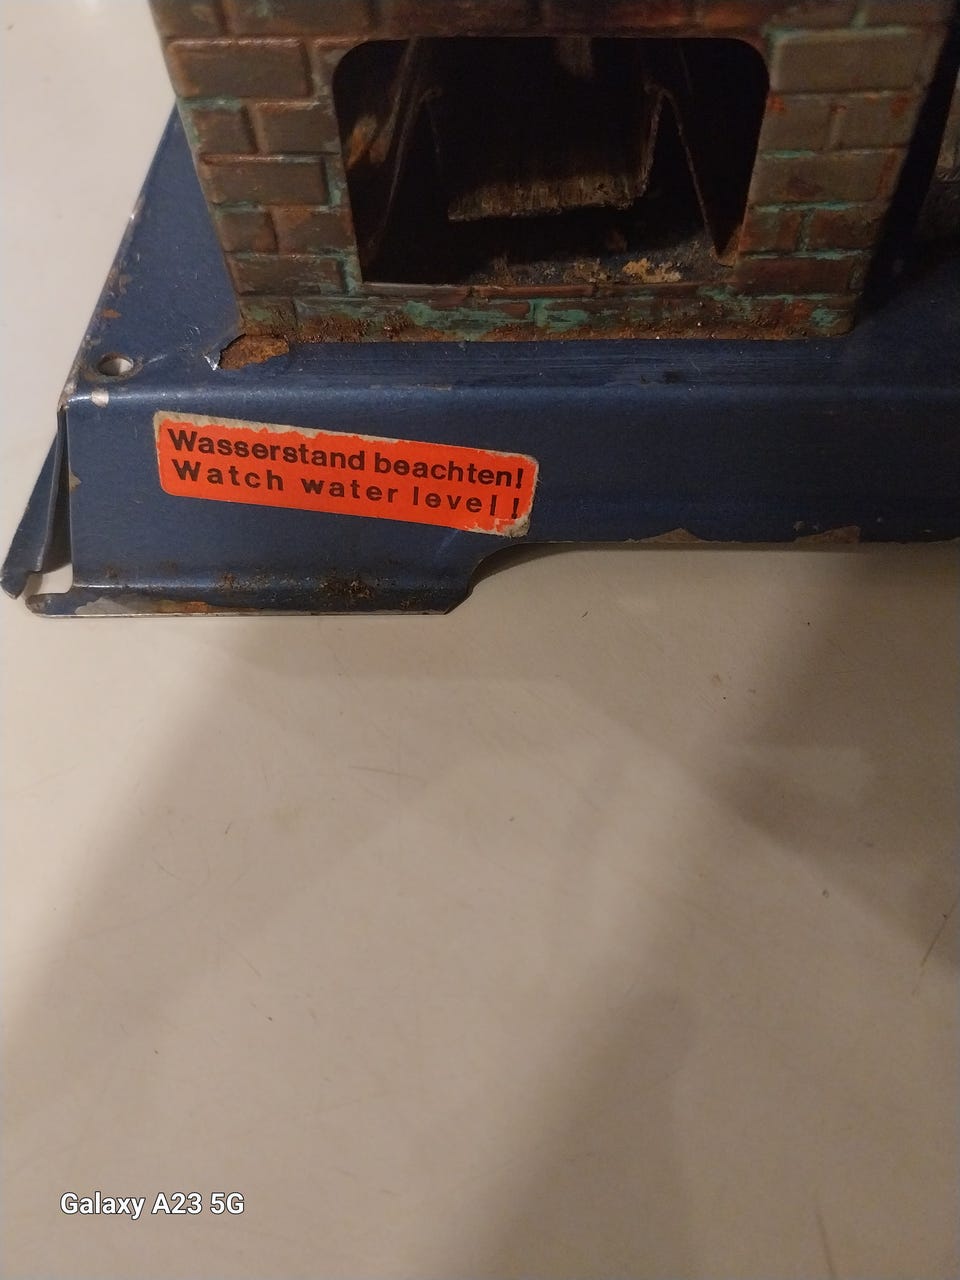 Wasserstand beachten!
Watch water level!
Galaxy A23 5G